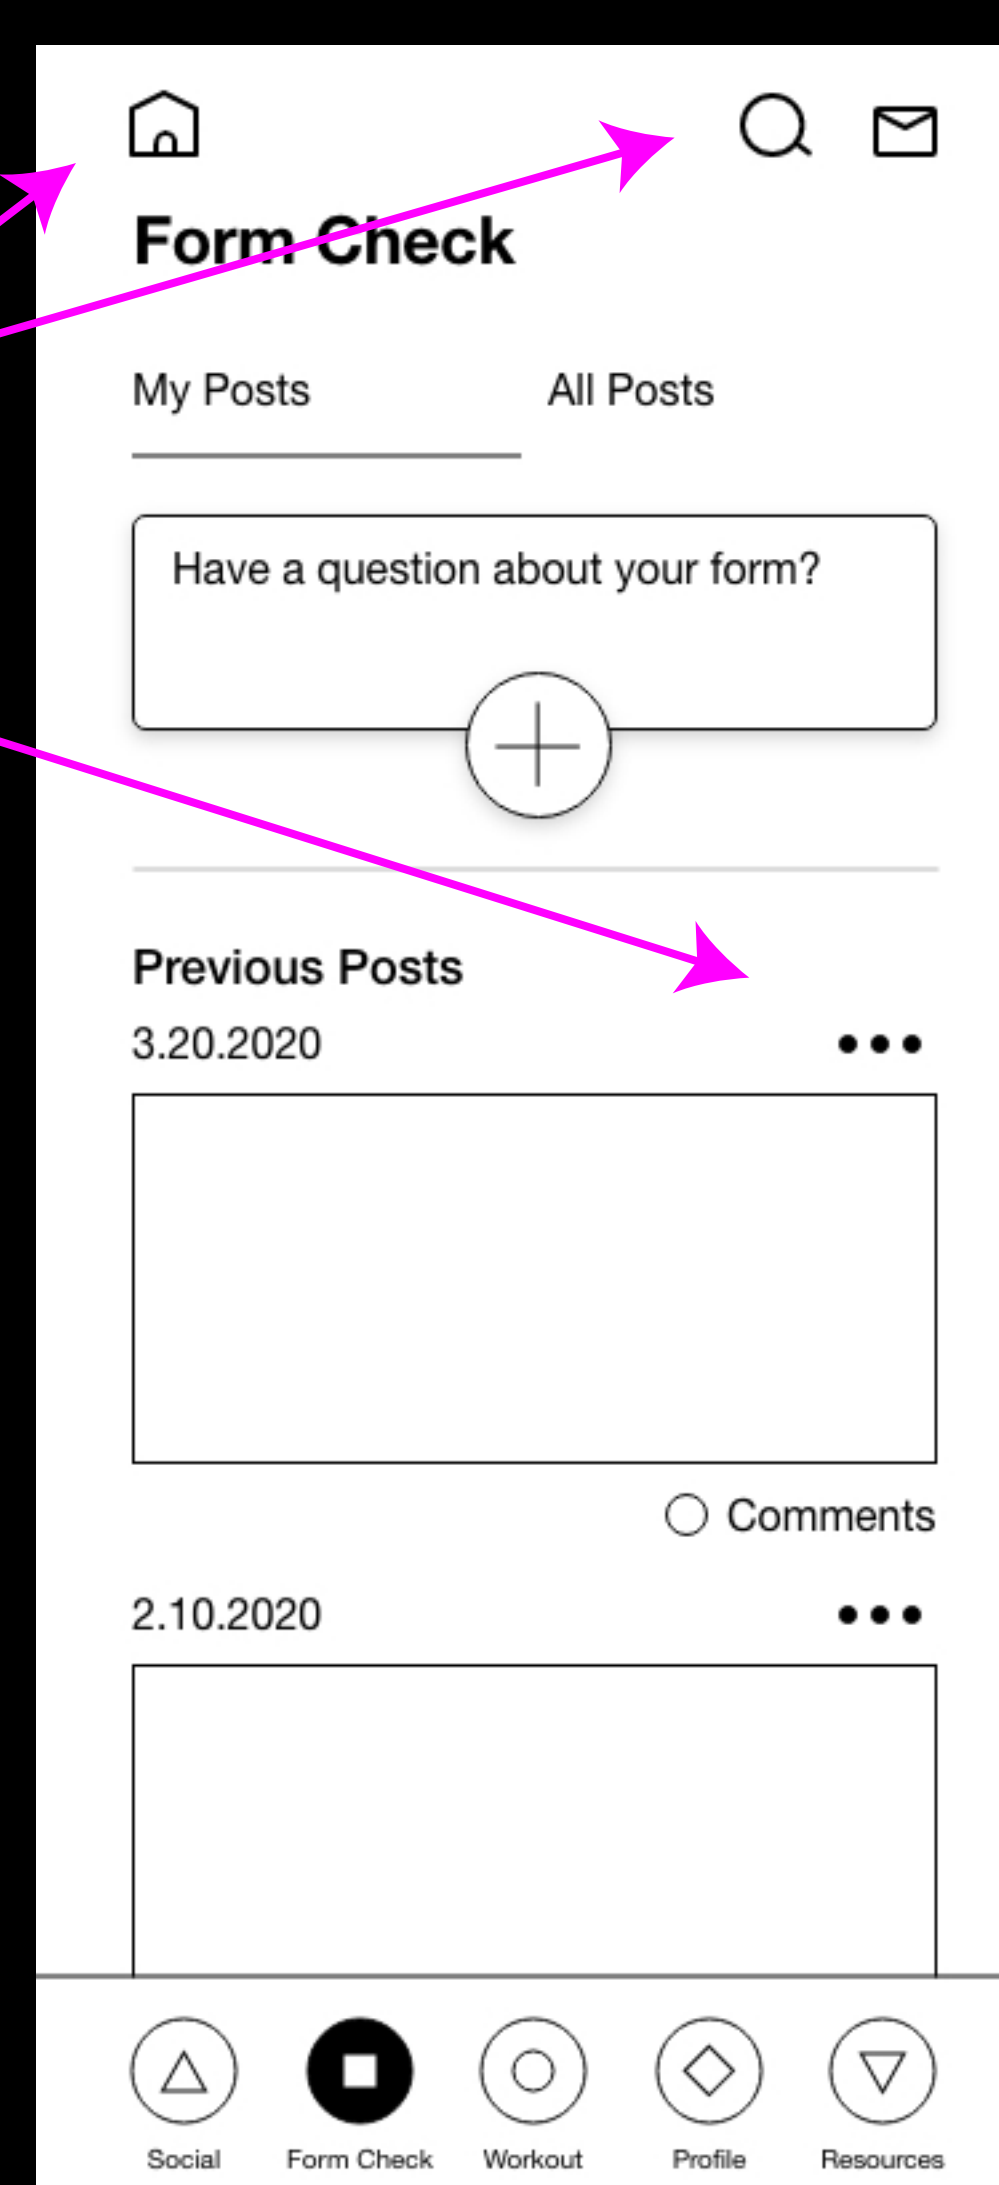 Form Check
My Posts All Posts
Have a question about your form?
Previous Posts
3.20.2020
Comments
2.10.2020
Social Form Check Workout Profile Resources